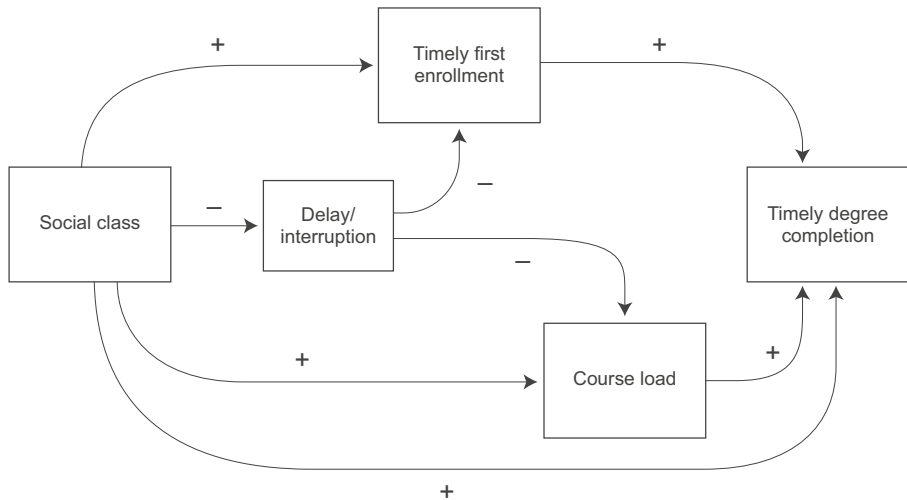 +
+
Timely first
enrollment
Social class
–
Delay/
interruption
–
Timely degree
completion
–
+
Course load
+
+